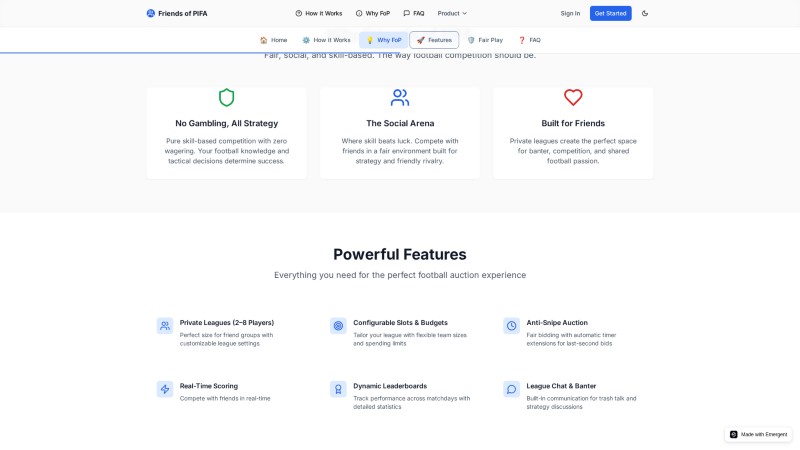 Friends of PIFA
How It Works
Why FoP
FAQ
Product
Sign In
Get Started
Home
How It Works
Why FoP
Features
Fair Play
FAQ
Fair, social, and skill-based. The way football competition should be.
No Gambling, All Strategy
Pure skill-based competition with zero
wagering. Your football knowledge and
tactical decisions determine success.
The Social Arena
Where skill beats luck. Compete with
friends in a fair environment built for
strategy and friendly rivalry.
Built for Friends
Private leagues create the perfect space
for banter, competition, and shared
football passion.
Powerful Features
Everything you need for the perfect football auction experience
Private Leagues (2–8 Players)
Perfect size for friend groups with
customizable league settings
Configurable Slots & Budgets
Tailor your league with flexible team sizes
and spending limits
Anti-Snipe Auction
Fair bidding with automatic timer
extensions for last-second bids
Real-Time Scoring
Compete with friends in real-time
Dynamic Leaderboards
Track performance across matchdays with
detailed statistics
League Chat & Banter
Built-in communication for trash talk and
strategy discussions
Made with Emergent